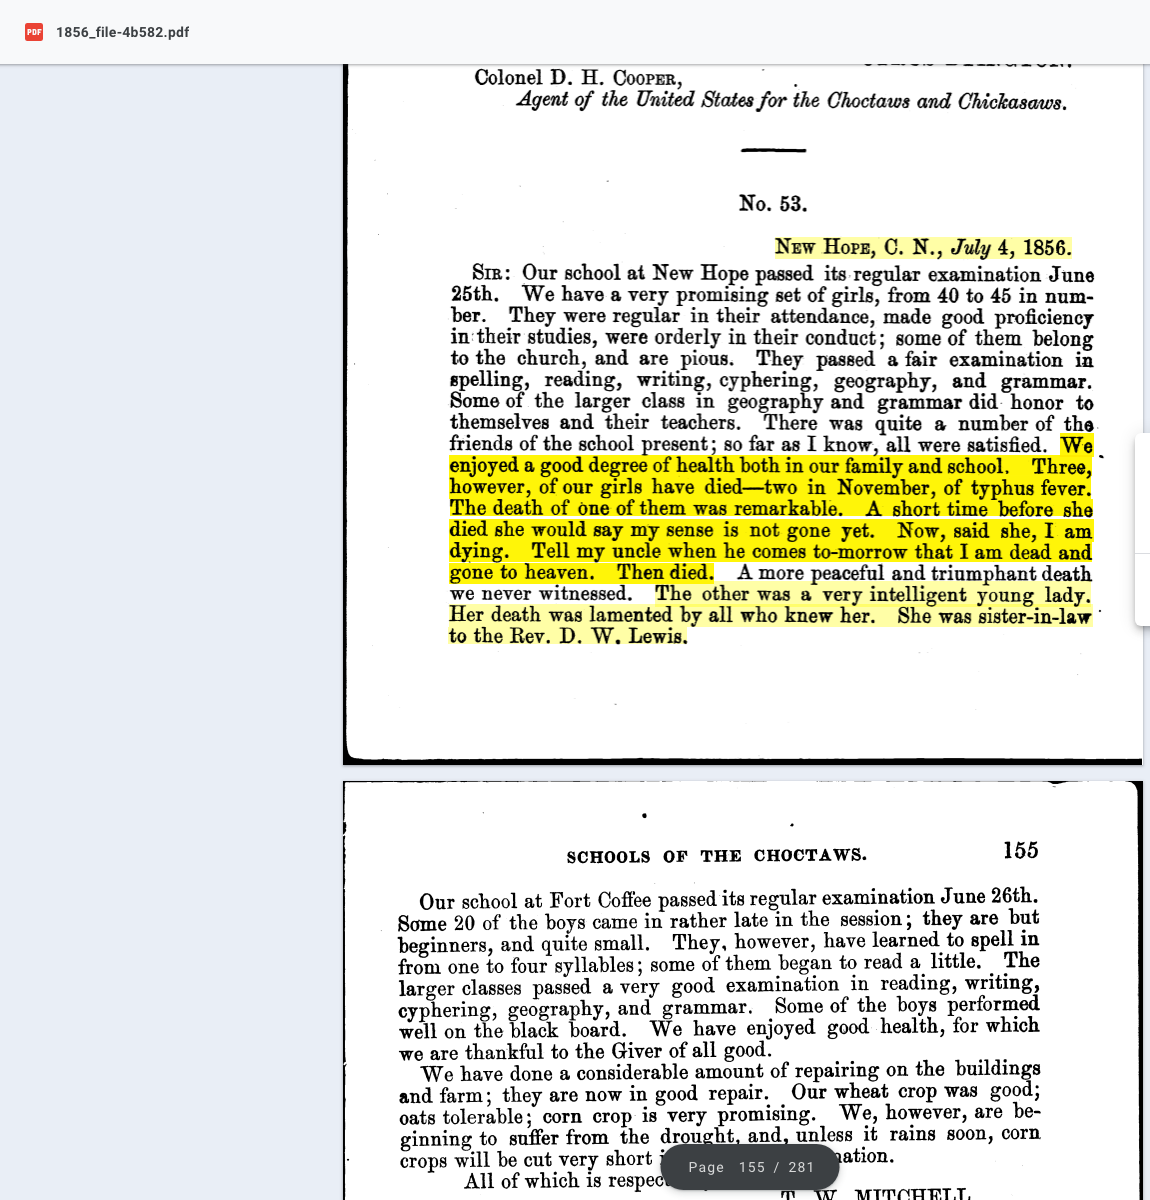 PDF 1856_file-4b582.pdf
Colonel D. H. COOPER,
Agent of the United States for the Choctaws and Chickasaws.
No. 53.
NEW HOPE, C. N., July 4, 1856.
SIR: Our school at New Hope passed its regular examination June
25th. We have a very promising set of girls, from 40 to 45 in num-
ber. They were regular in their attendance, made good proficiency
in their studies, were orderly in their conduct; some of them belong
to the church, and are pious. They passed a fair examination in
spelling, reading, writing, cyphering, geography, and grammar.
Some of the larger class in geography and grammar did honor to
themselves and their teachers. There was quite a number of the
friends of the school present; so far as I know, all were satisfied. We
enjoyed a good degree of health both in our family and school. Three,
however, of our girls have died—two in November, of typhus fever.
The death of one of them was remarkable. A short time before she
died she would say my sense is not gone yet. Now, said she, I am
dying. Tell my uncle when he comes to-morrow that I am dead and
gone to heaven. Then died. A more peaceful and triumphant death
we never witnessed. The other was a very intelligent young lady.
Her death was lamented by all who knew her. She was sister-in-law
to the Rev. D. W. Lewis.
SCHOOLS OF THE CHOCTAWS. 155
Our school at Fort Coffee passed its regular examination June 26th.
Some 20 of the boys came in rather late in the session; they are but
beginners, and quite small. They, however, have learned to spell in
from one to four syllables; some of them began to read a little. The
larger classes passed a very good examination in reading, writing,
cyphering, geography, and grammar. Some of the boys performed
well on the black board. We have enjoyed good health, for which
we are thankful to the Giver of all good.
We have done a considerable amount of repairing on the buildings
and farm; they are now in good repair. Our wheat crop was good;
oats tolerable; corn crop is very promising. We, however, are be-
ginning to suffer from the drought, and, unless it rains soon, corn
crops will be cut very short
All of which is
Page 155 / 281
T. W. MITCHELL